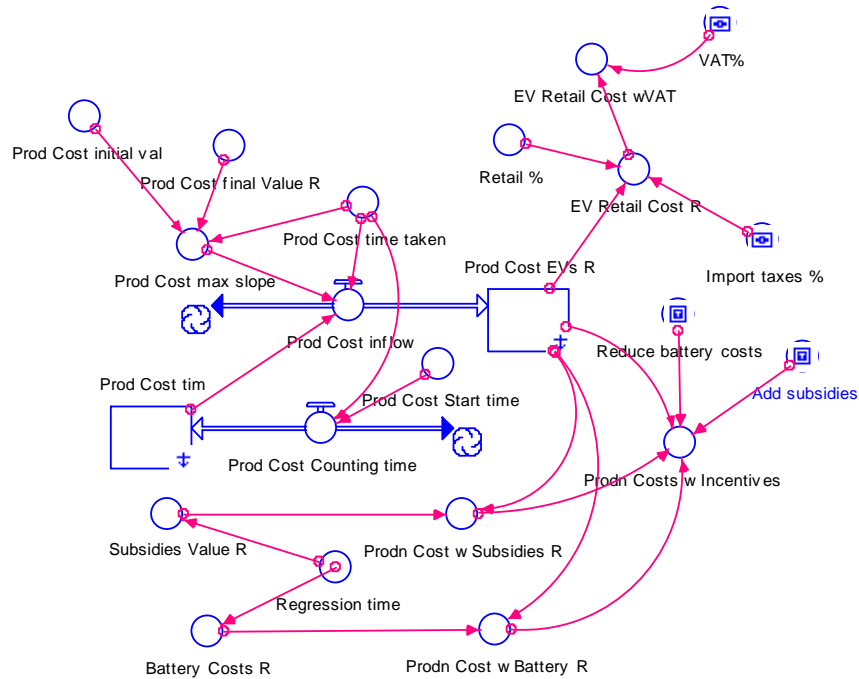 VAT%
EV Retail Cost wVAT
Prod Cost initial val
Prod Cost final Value R
Retail %
EV Retail Cost R
Prod Cost time taken
Prod Cost max slope
Prod Cost EVs R
Import taxes %
Prod Cost inflow
Reduce battery costs
Prod Cost tim
Prod Cost Start time
Add subsidies
Prod Cost Counting time
Prodn Costs w Incentives
Subsidies Value R
Prodn Cost w Subsidies R
Regression time
Battery Costs R
Prodn Cost w Battery R